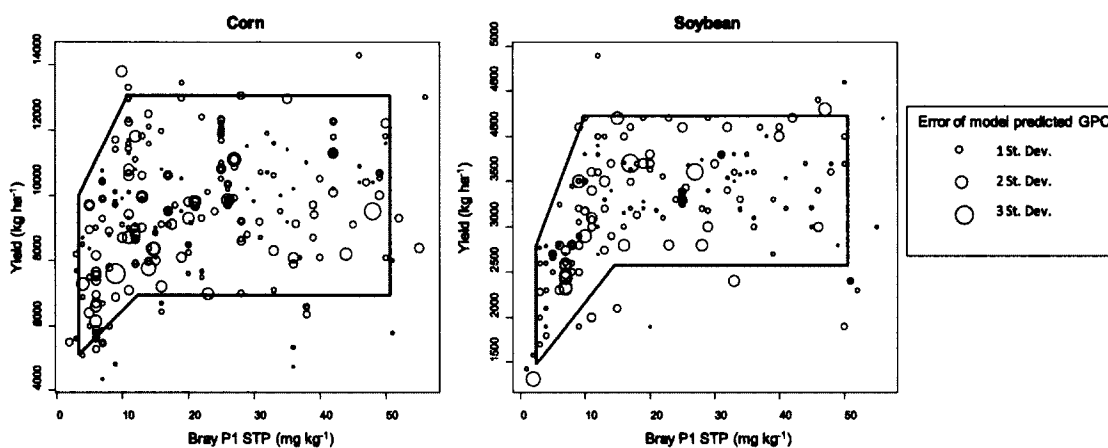 Corn
Soybean
Yield (kg ha⁻¹)
14000
12000
10000
8000
6000
4000
0
10
20
30
40
50
Bray P1 STP (mg kg⁻¹)
Yield (kg ha⁻¹)
5000
4500
4000
3500
3000
2500
2000
1500
0
10
20
30
40
50
Bray P1 STP (mg kg⁻¹)
Error of model predicted GPC
1 St. Dev.
2 St. Dev.
3 St. Dev.